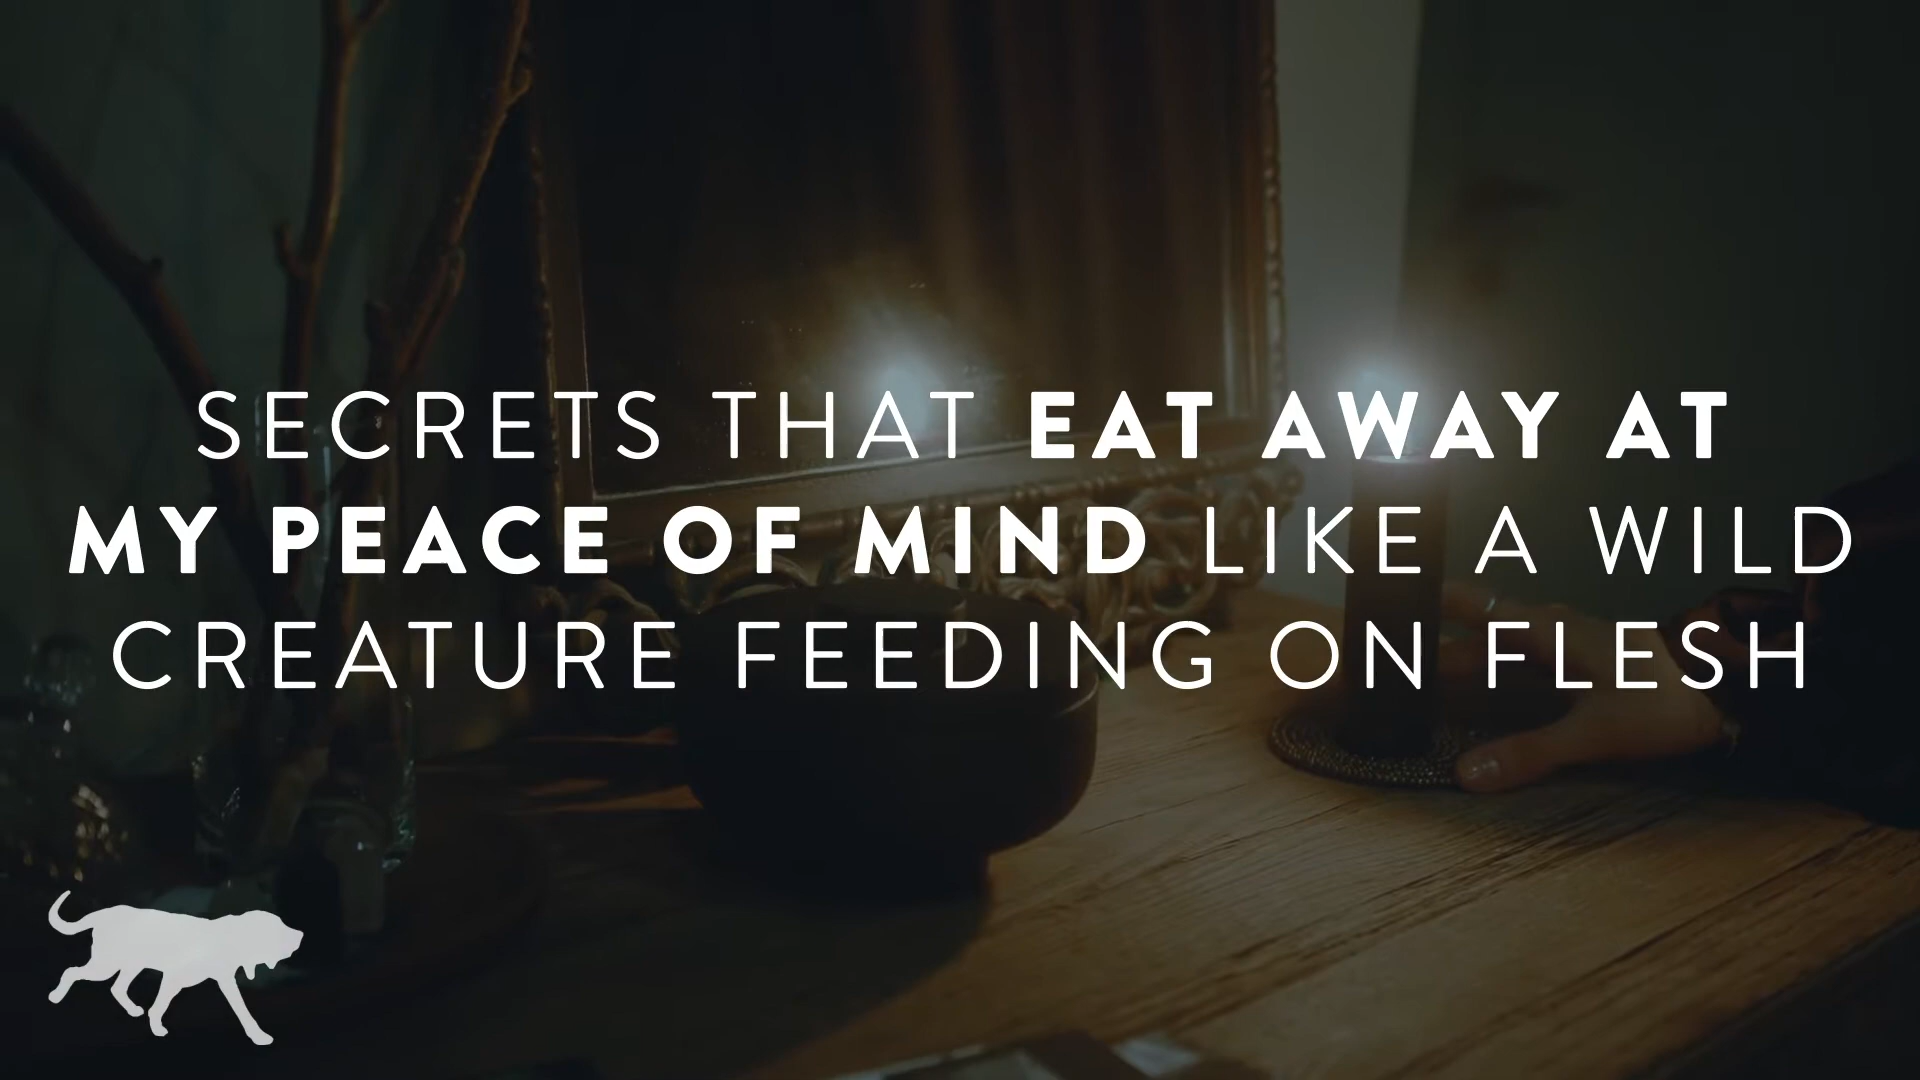 SECRETS THAT EAT AWAY AT
MY PEACE OF MIND LIKE A WILD
CREATURE FEEDING ON FLESH